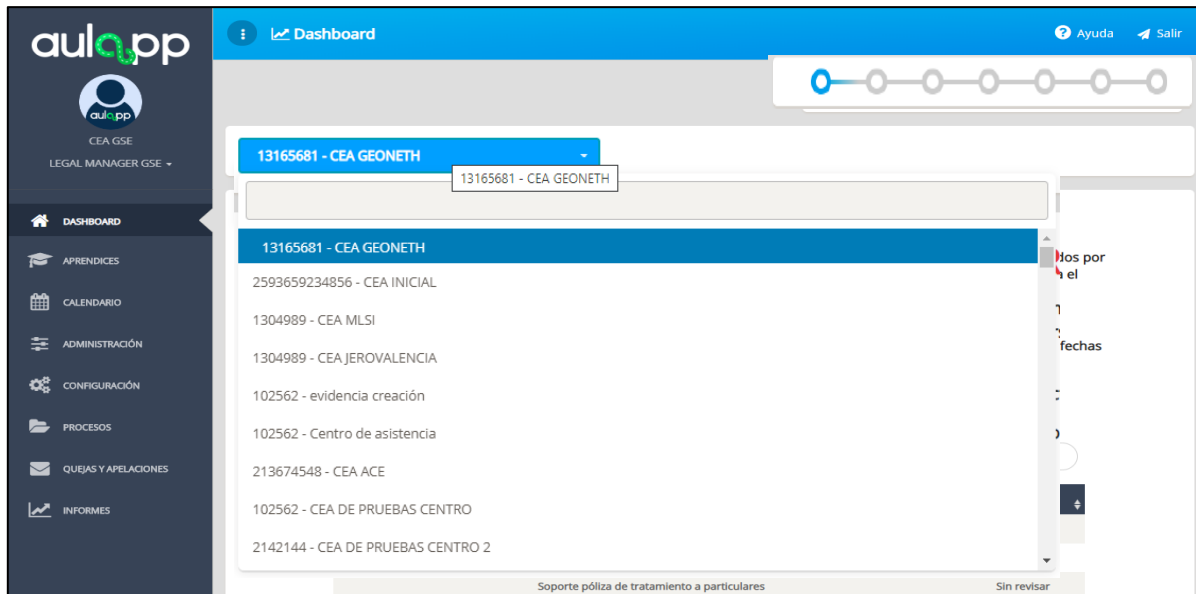 aulapp
Dashboard
Ayuda
Salir
aulapp
CEA GSE
LEGAL MANAGER GSE
13165681 - CEA GEONETH
13165681 - CEA GEONETH
DASHBOARD
APRENDICES
CALENDARIO
ADMINISTRACIÓN
CONFIGURACIÓN
PROCESOS
QUEJAS Y APELACIONES
INFORMES
13165681 - CEA GEONETH
2593659234856 - CEA INICIAL
1304989 - CEA MLSI
1304989 - CEA JEROVALENCIA
102562 - evidencia creación
102562 - Centro de asistencia
213674548 - CEA ACE
102562 - CEA DE PRUEBAS CENTRO
2142144 - CEA DE PRUEBAS CENTRO 2
por
el
fechas
Soporte póliza de tratamiento a particulares
Sin revisar